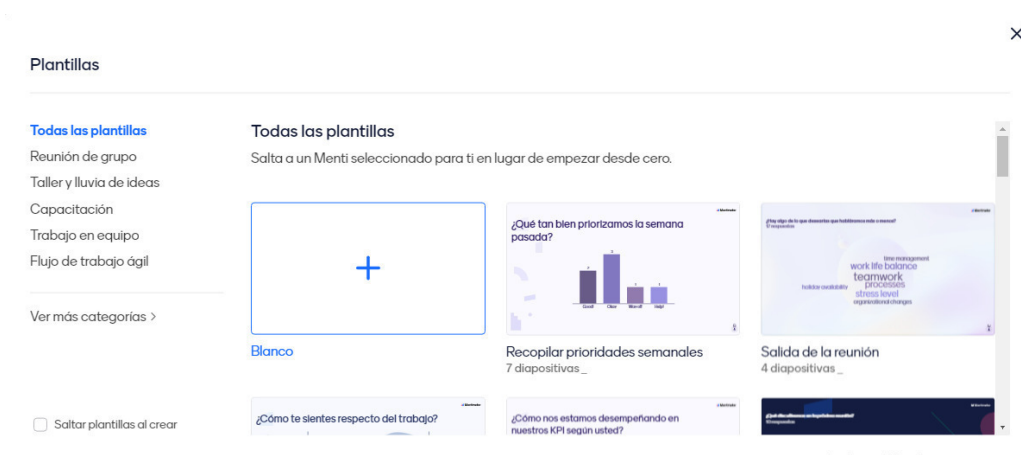 Plantillas
Todas las plantillas
Reunión de grupo
Taller y lluvia de ideas
Capacitación
Trabajo en equipo
Flujo de trabajo ágil
Ver más categorías >
Saltar plantillas al crear
Todas las plantillas
Salta a un Menti seleccionado para ti en lugar de empezar desde cero.
Blanco
¿Qué tan bien priorizamos la semana
pasada?
Recopilar prioridades semanales
7 diapositivas _
time management
work life balance
teamwork
processes
stress level
organizational changes
Salida de la reunión
4 diapositivas _
¿Cómo te sientes respecto del trabajo?
¿Cómo nos estamos desempeñando en
nuestros KPI según usted?